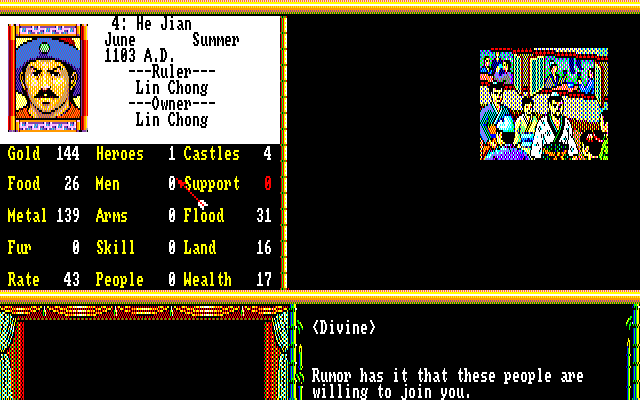 4: He Jian
June Summer
1103 A.D.
---Ruler---
Lin Chong
---Owner---
Lin Chong
Gold 144 Heroes 1 Castles 4
Food 26 Men 0 Support 0
Metal 139 Arms 0 Flood 31
Fur 0 Skill 0 Land 16
Rate 43 People 0 Wealth 17
<Divine>
Rumor has it that these people are
willing to join you.